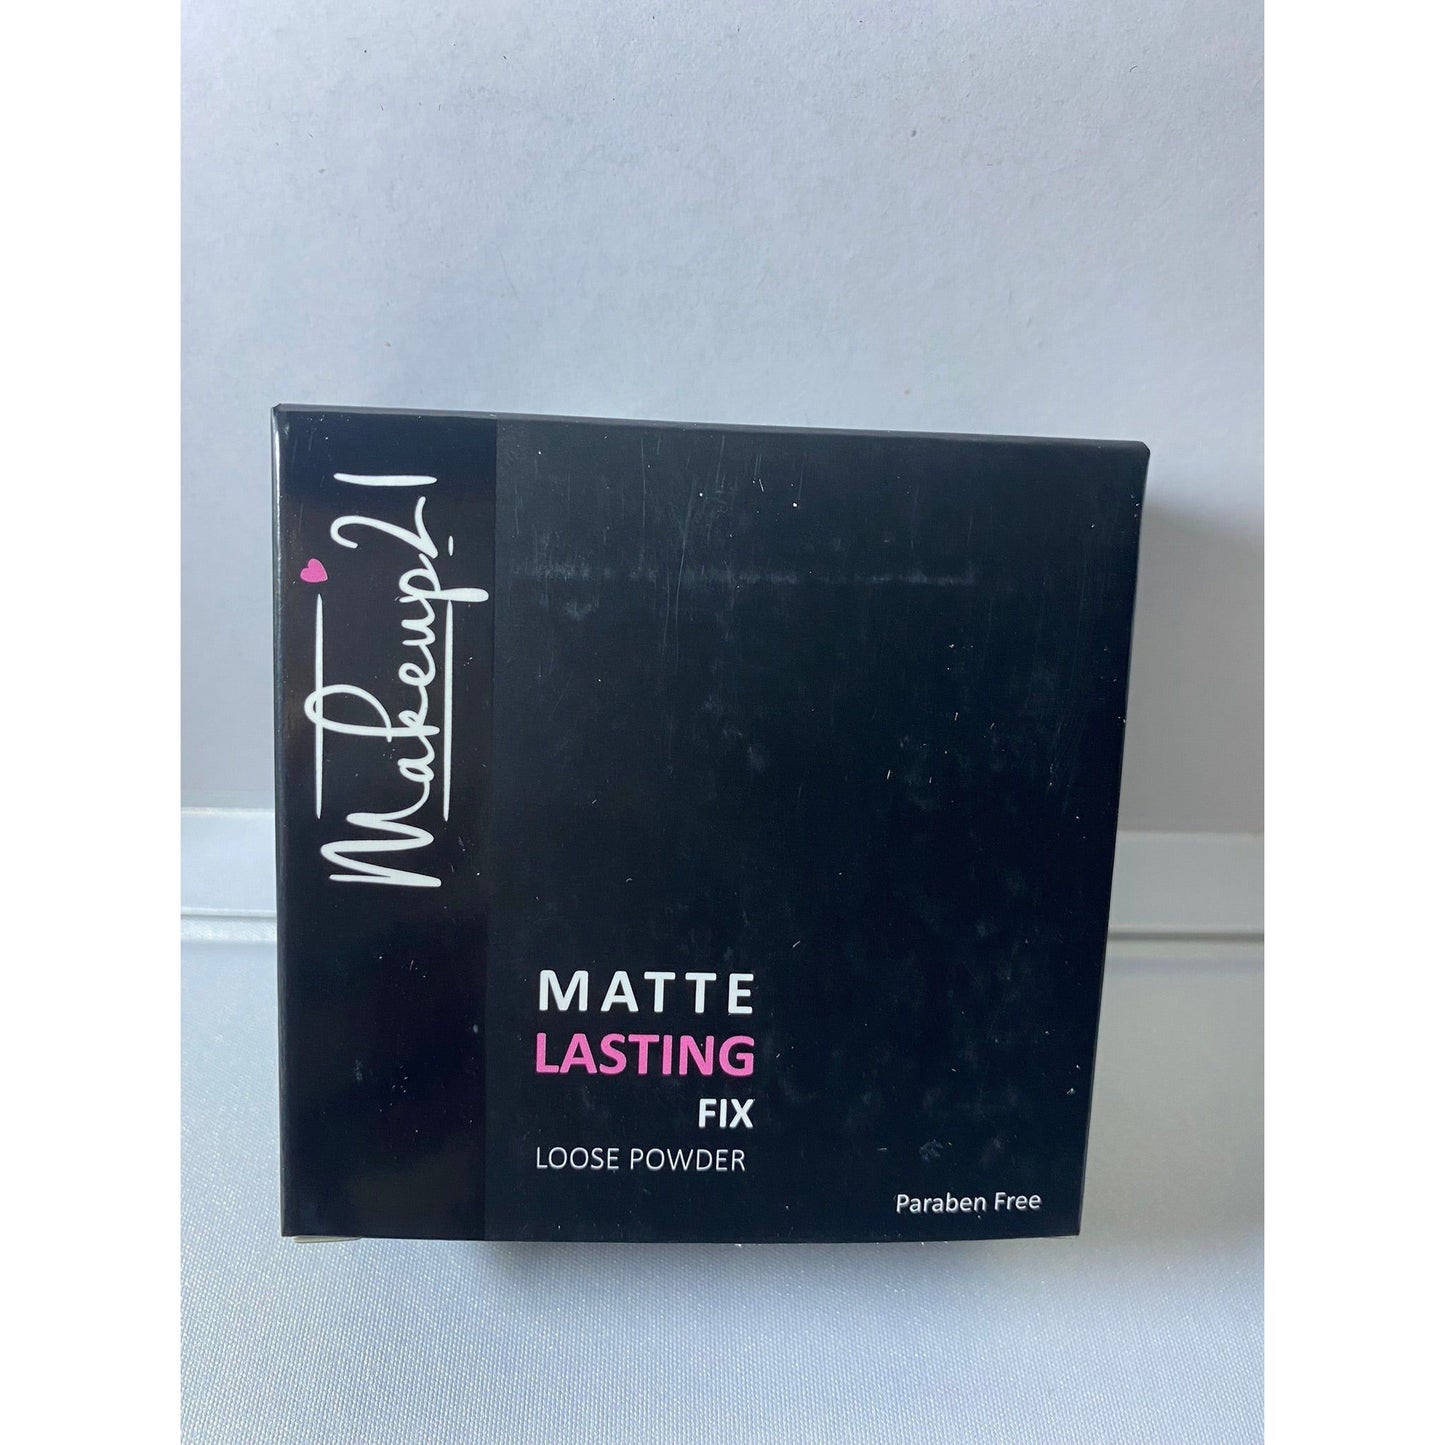 Makeup21
MATTE
LASTING
FIX
LOOSE POWDER
Paraben Free